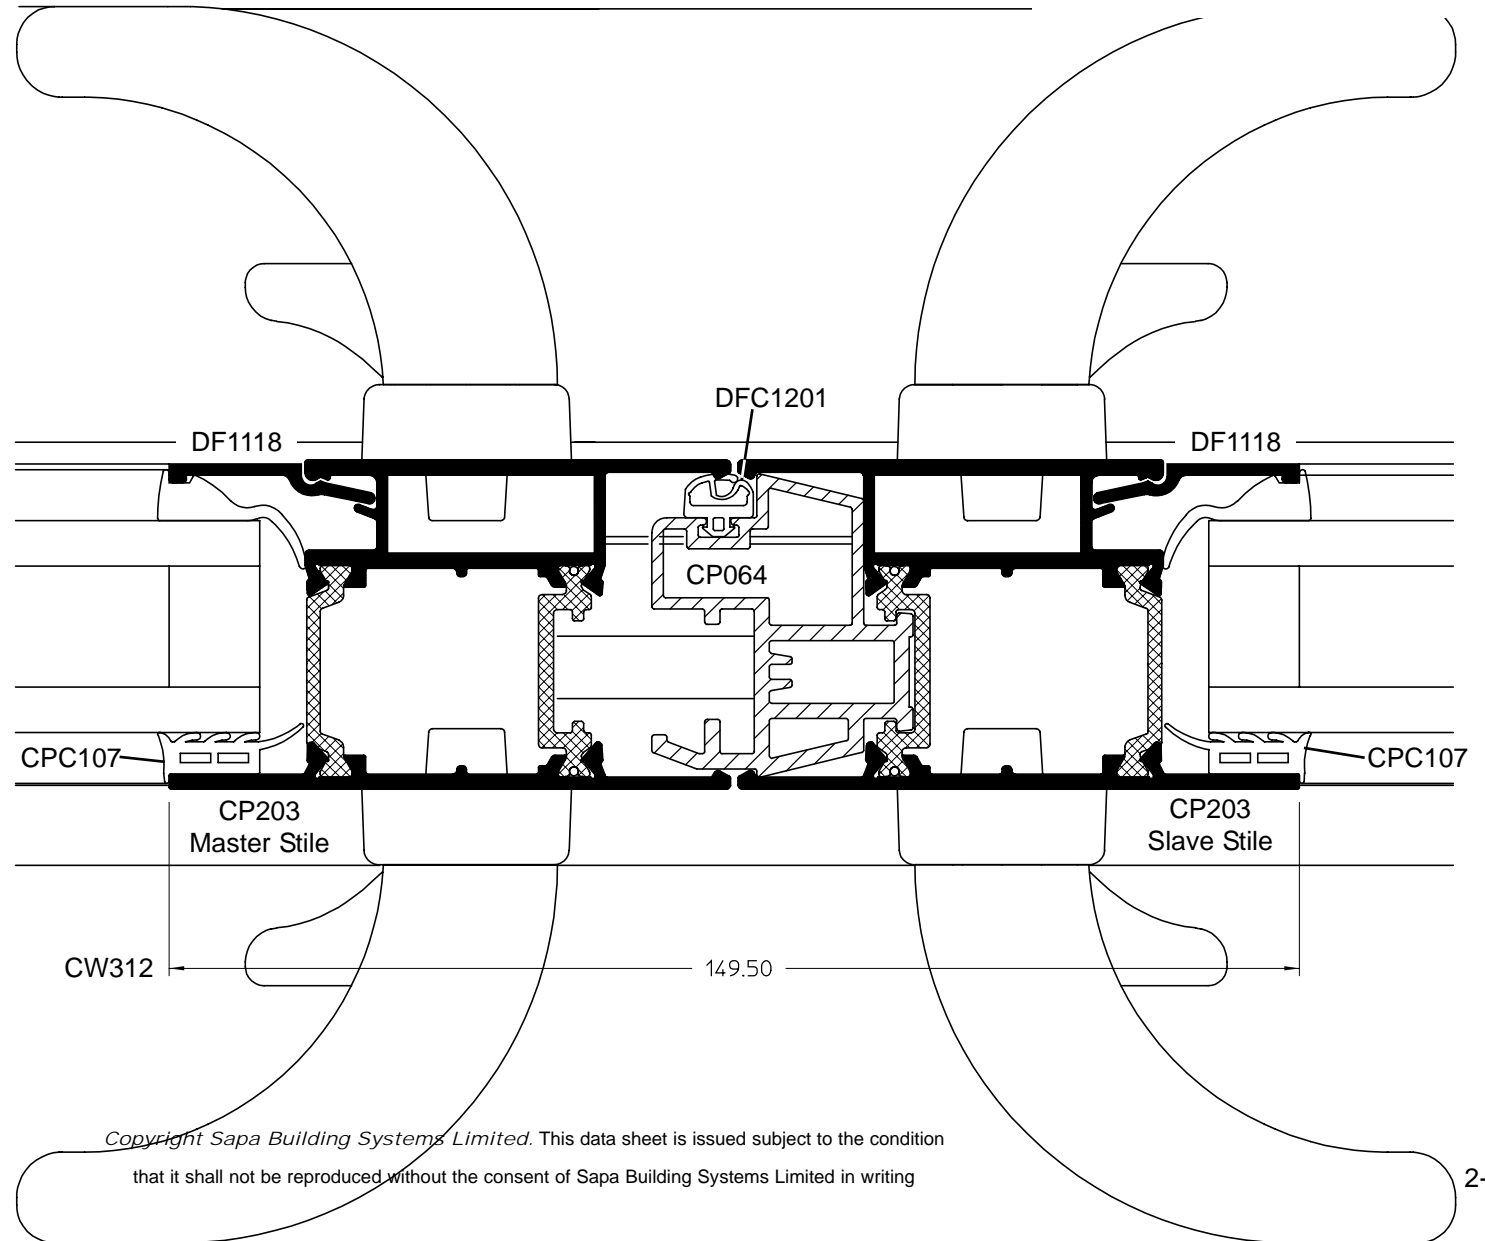 DFC1201
DF1118
DF1118
CP064
CPC107
CPC107
CP203
Master Stile
CP203
Slave Stile
CW312
149.50
Copyright Sapa Building Systems Limited. This data sheet is issued subject to the condition
that it shall not be reproduced without the consent of Sapa Building Systems Limited in writing
2-